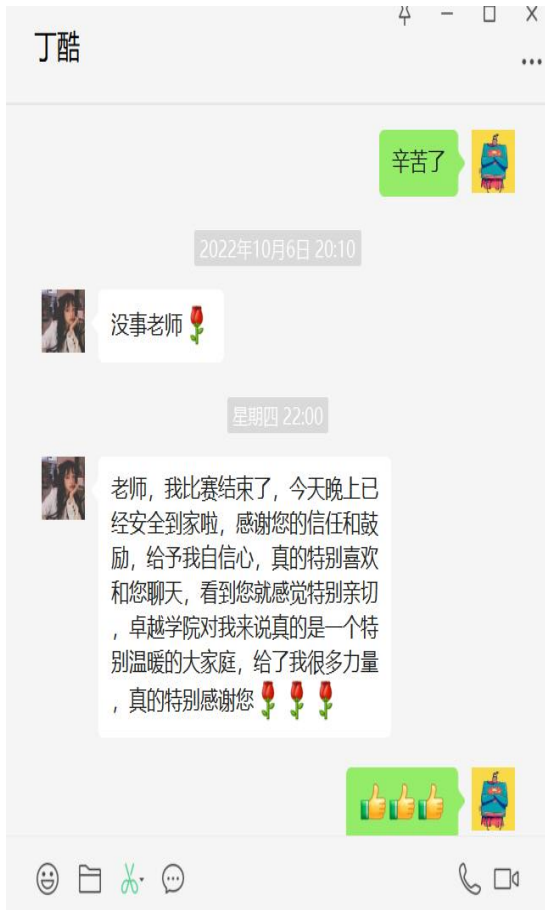 丁酷
辛苦了
2022年10月6日 20:10
没事老师🌹
星期四 22:00
老师，我比赛结束了，今天晚上已
经安全到家啦，感谢您的信任和鼓
励，给予我自信心，真的特别喜欢
和您聊天，看到您就感觉特别亲切
，卓越学院对我来说真的是一个特
别温暖的大家庭，给了我很多力量
，真的特别感谢您🌹🌹🌹
👍👍👍